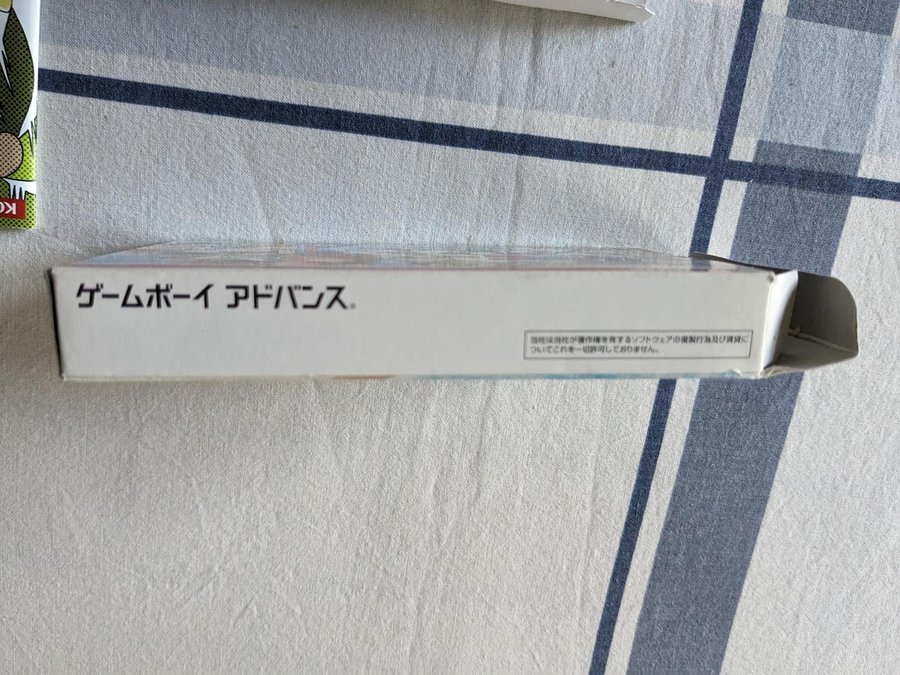 ゲームボーイ アドバンス®
当社は当社が著作権を有するソフトウェアの複製行為及び賃貸に
ついてこれを一切許可しておりません。
KO